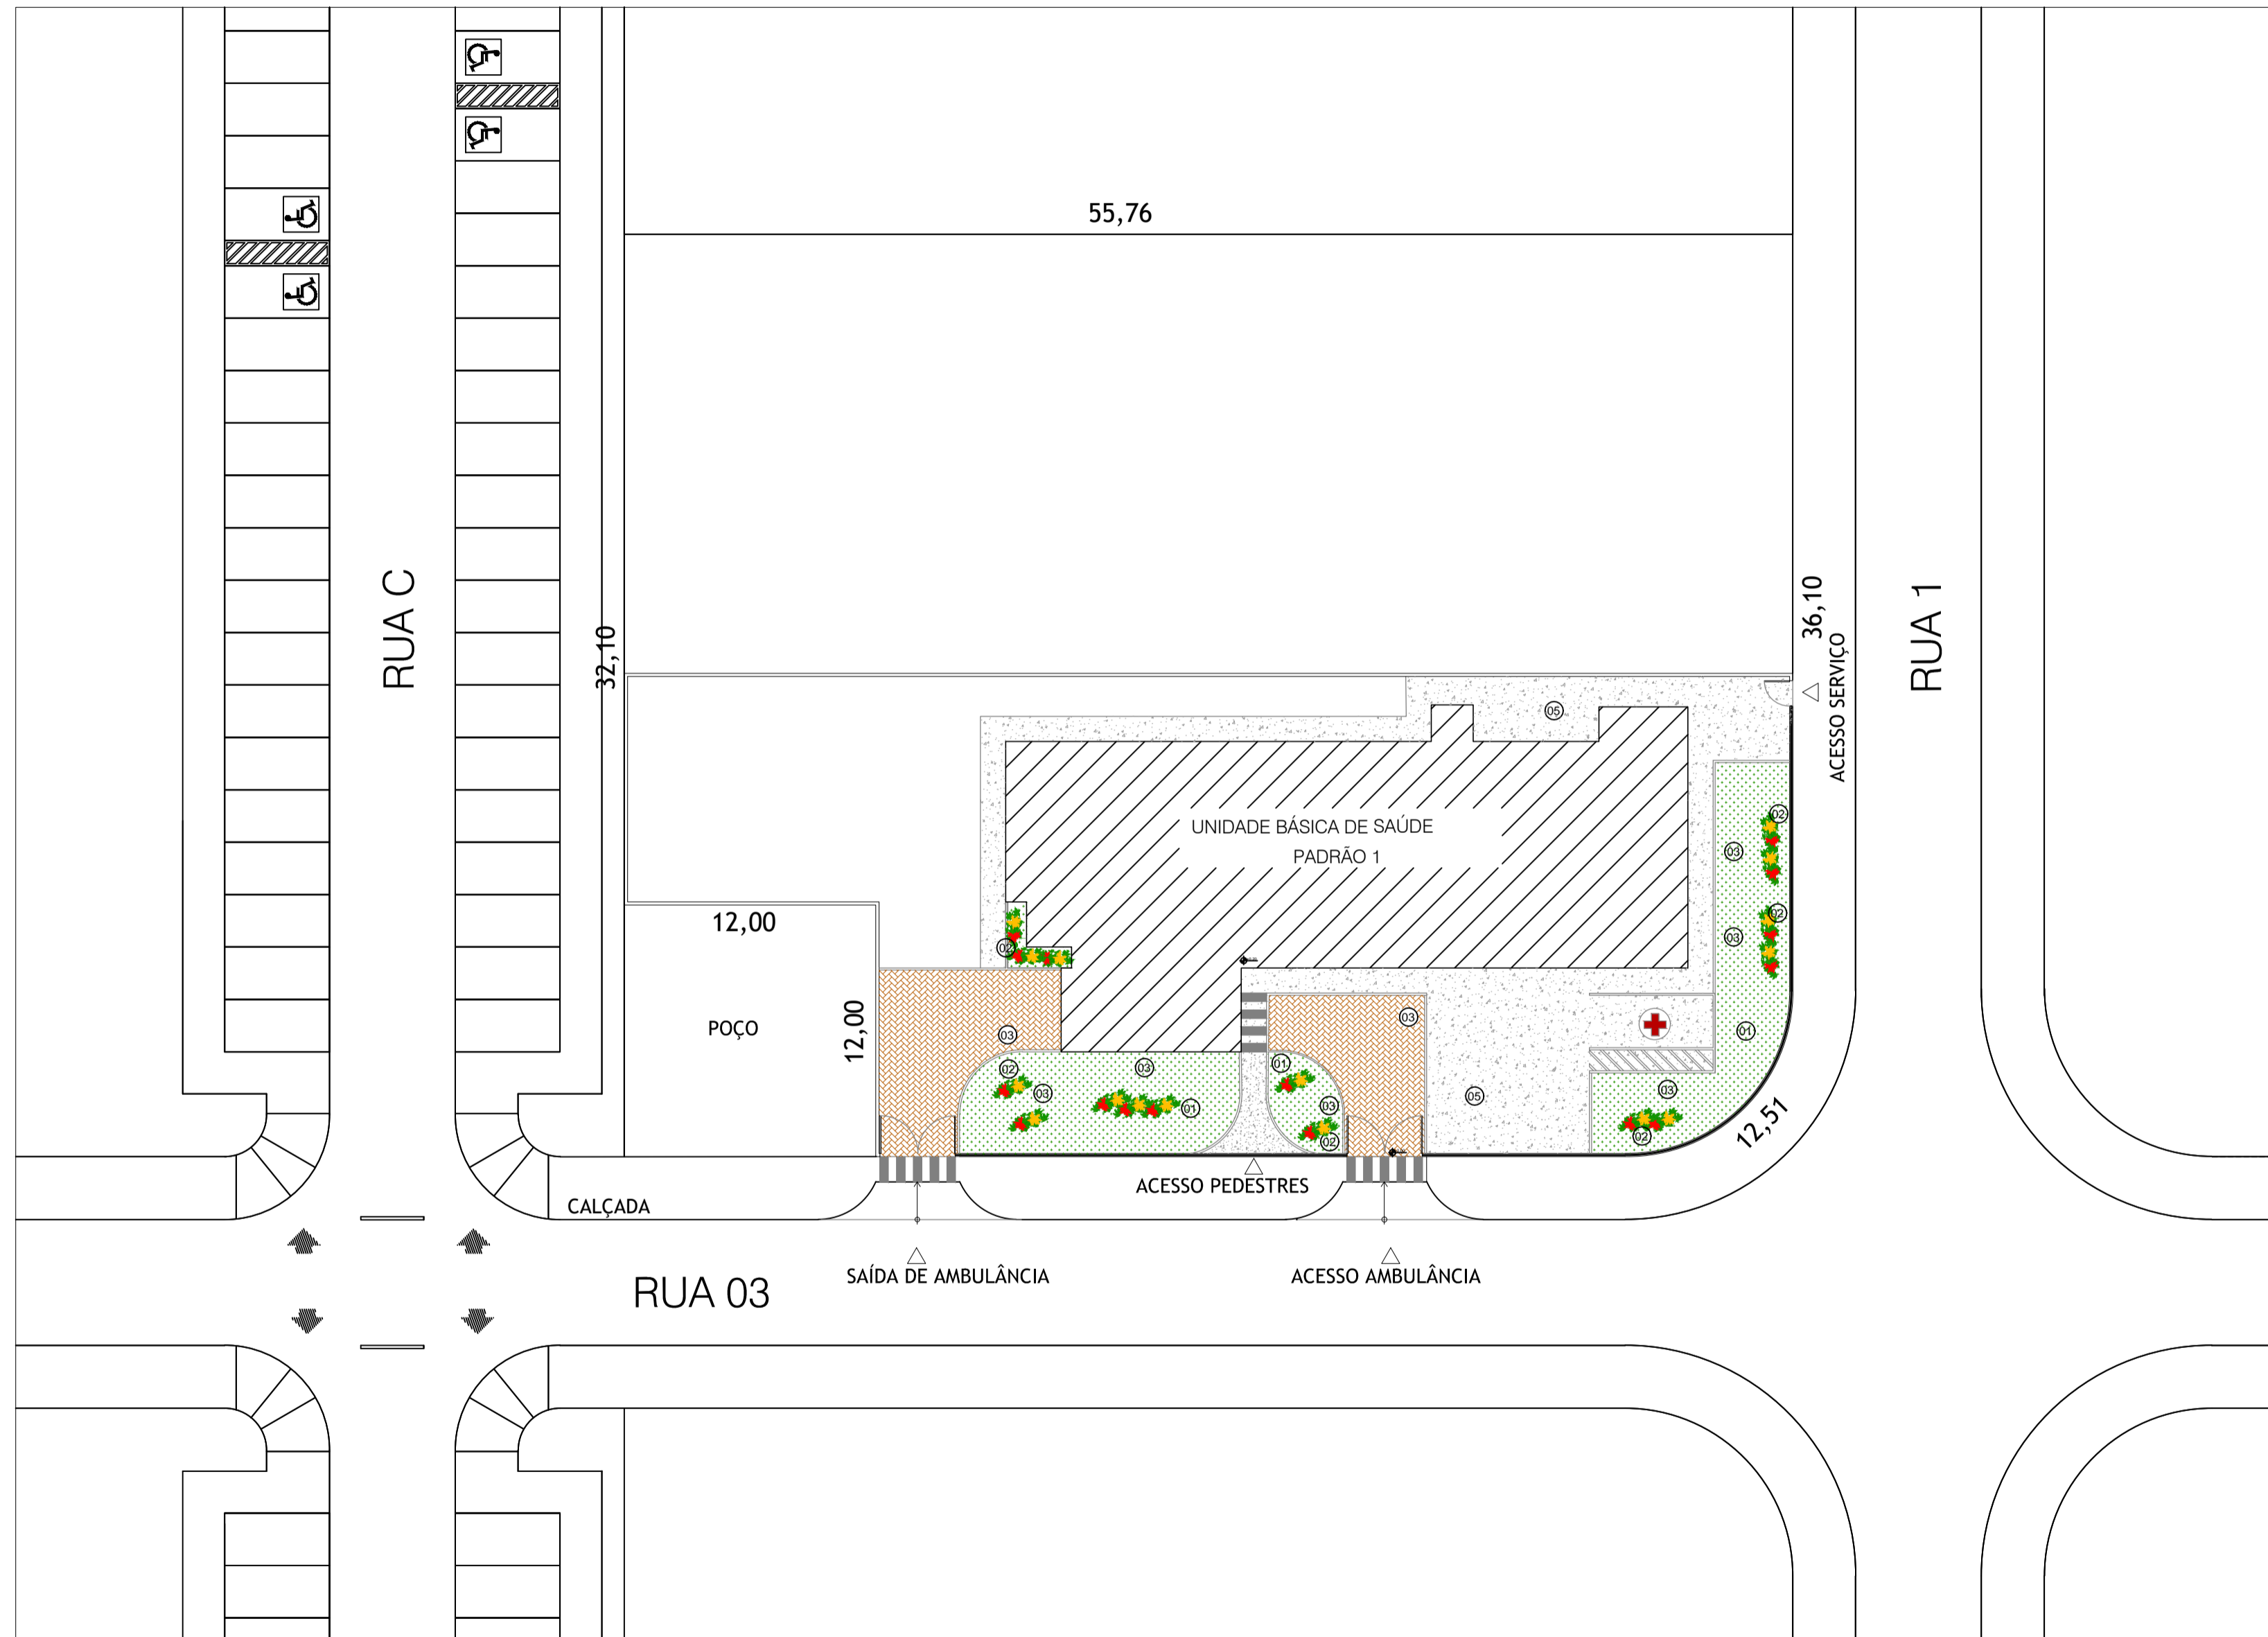 55,76
RUA C
32,10
36,10
ACESSO SERVIÇO
RUA 1
05
UNIDADE BÁSICA DE SAÚDE
PADRÃO 1
02
03
12,00
02
03
02
POÇO
12,00
03
03
01
02
03
03
01
01
05
03
03
02
02
12,51
CALÇADA
ACESSO PEDESTRES
SAÍDA DE AMBULÂNCIA
ACESSO AMBULÂNCIA
RUA 03